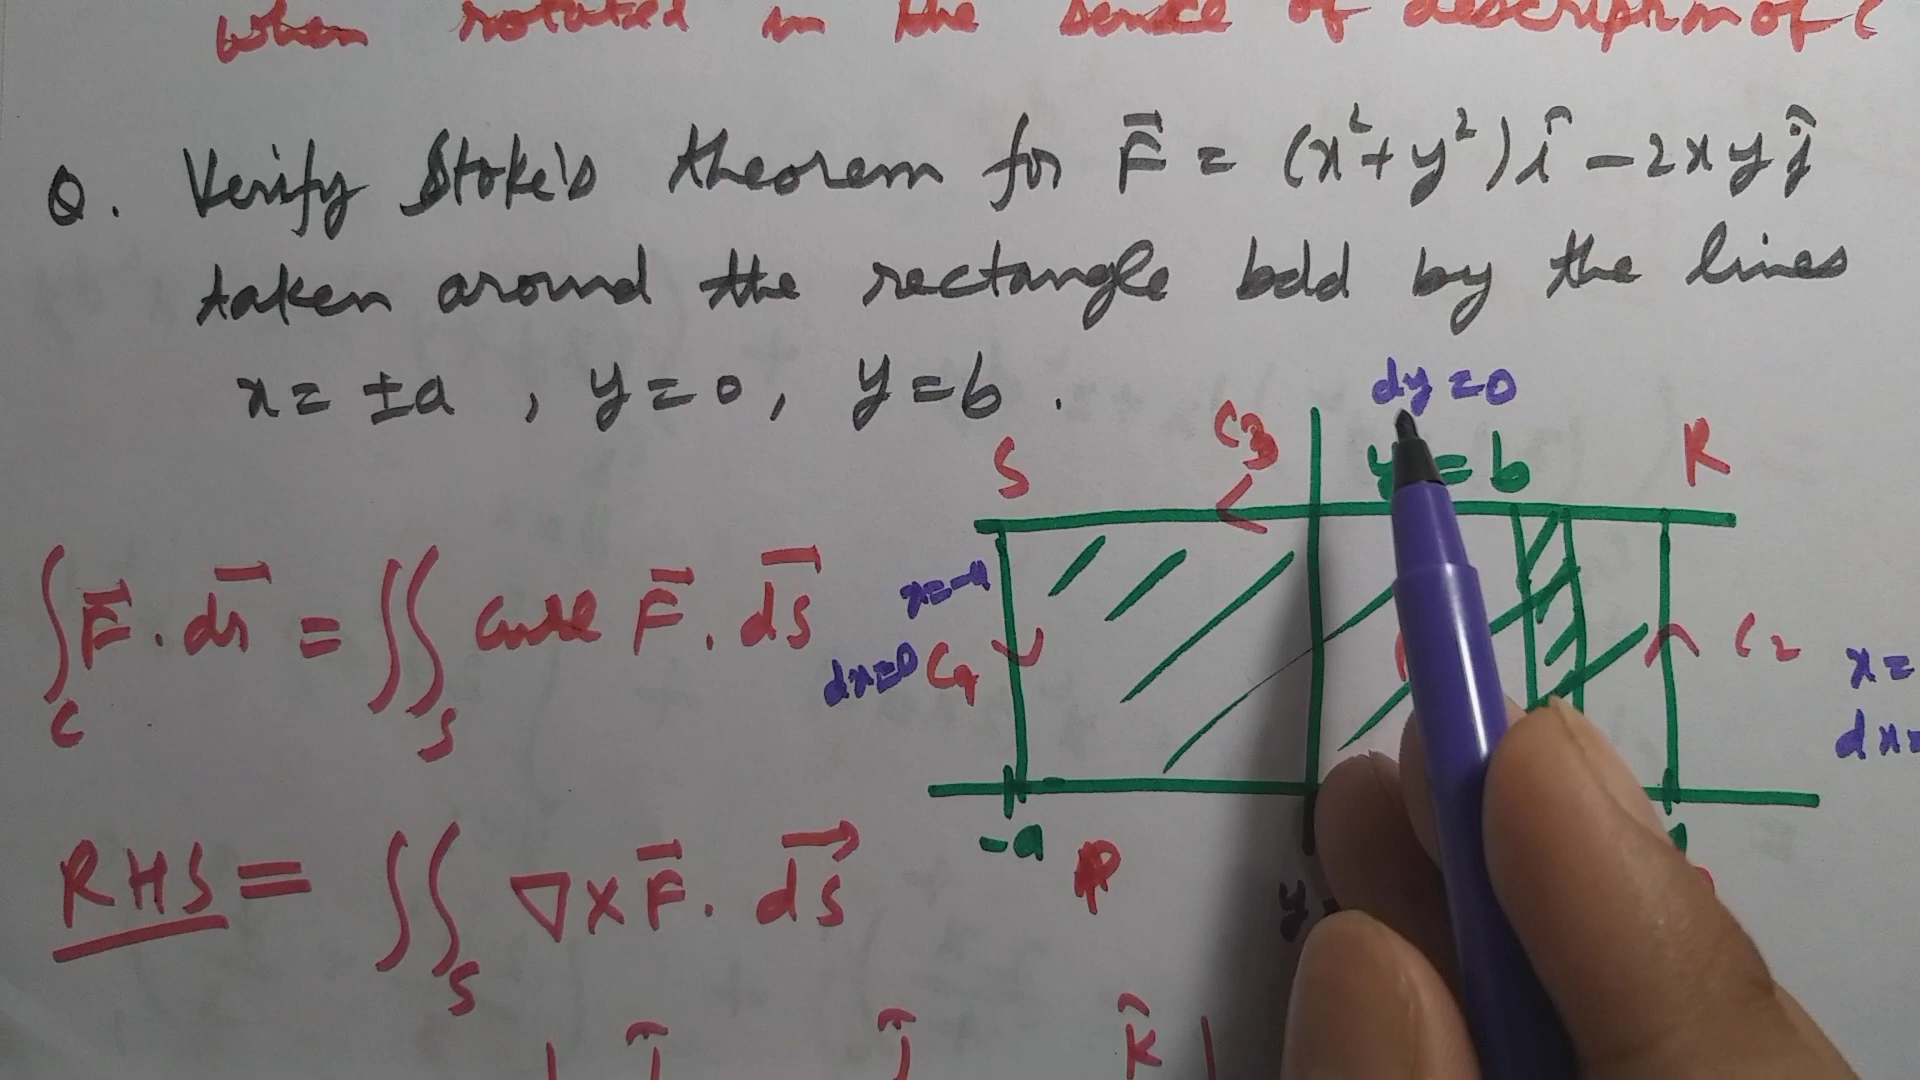 when rotated in the sense of description of C
Q. Verify Stoke's theorem for F̄ = (x²+y²)î – 2xyĵ
taken around the rectangle bdd by the lines
x = ±a , y = 0, y = b .
dy = 0
C3
y = b
S
R
x=-a
dx=0 C4
C2
x =
dx=
∫F̄ . dr̄ = ∫∫ curl F̄ . ds̄
C S
-a
P
y
RHS = ∫∫ ∇×F̄ . ds⃗
S
| î ĵ k̂ |